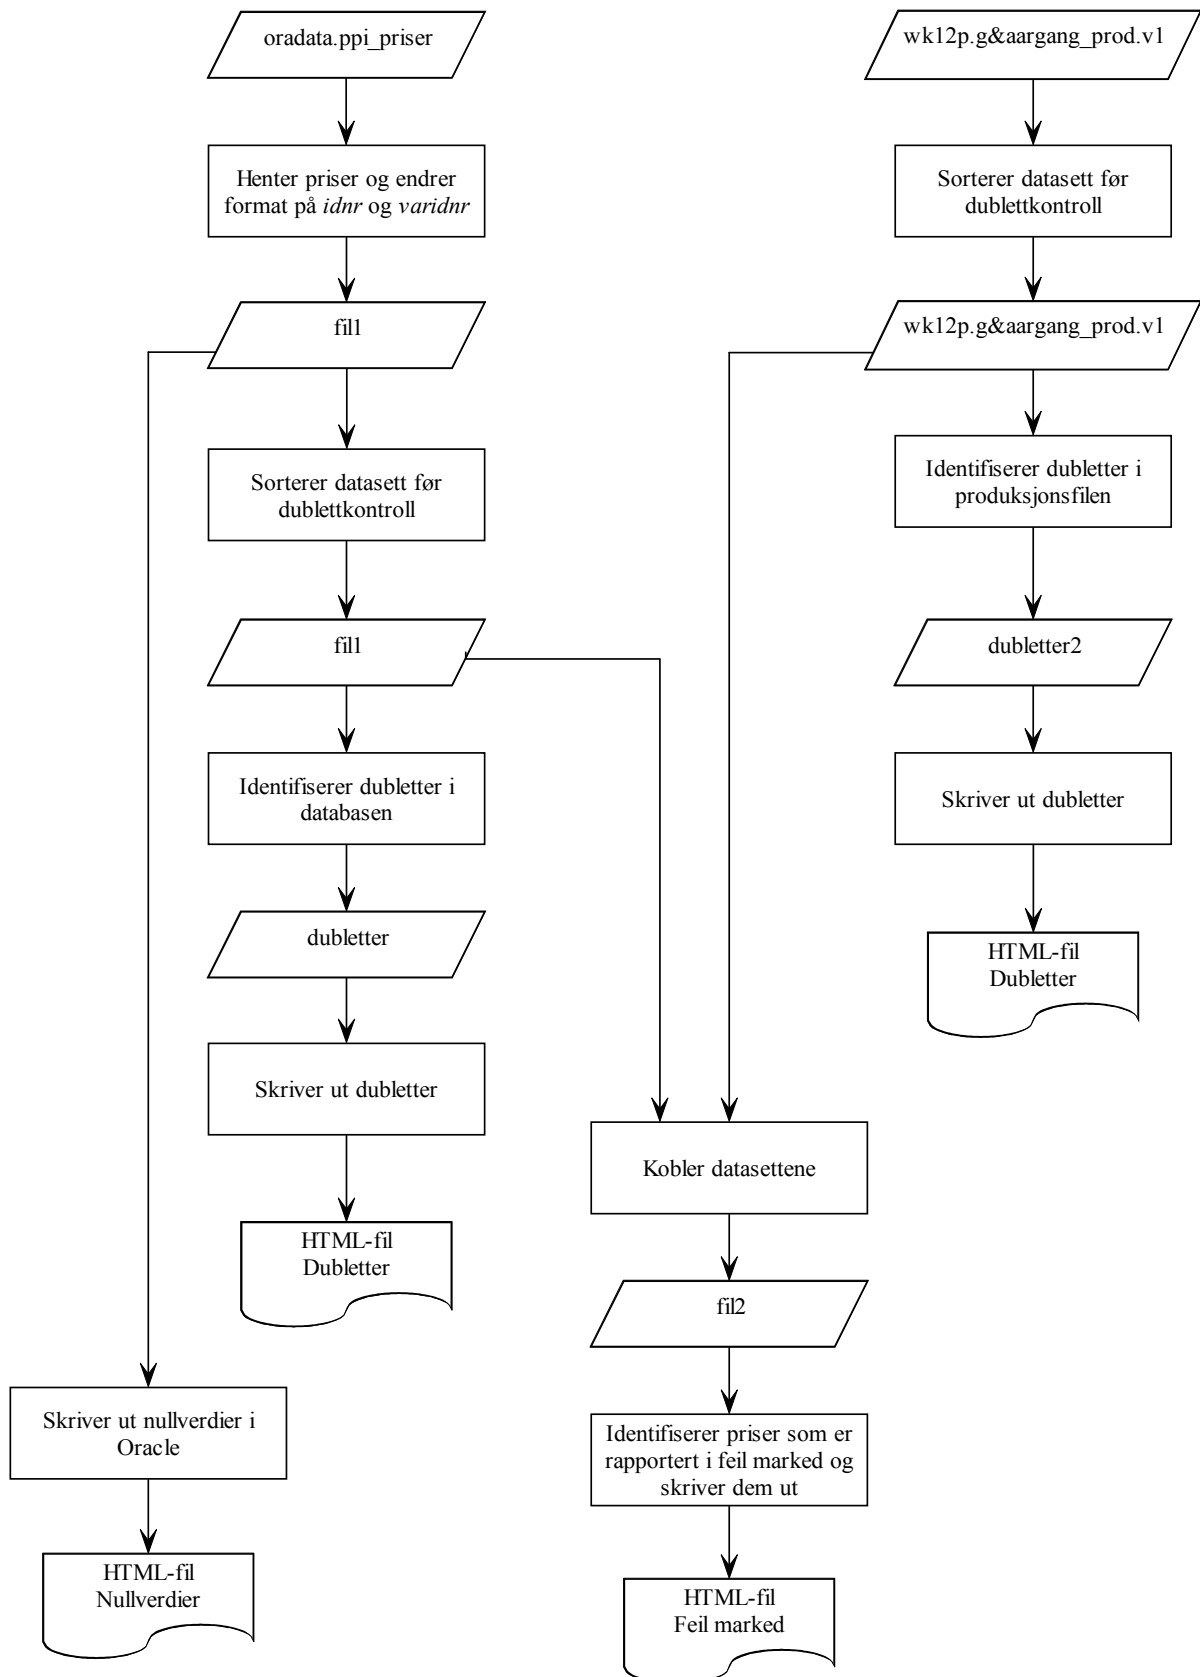 oradata.ppi_priser
wk12p.g&aargang_prod.v1
Henter priser og endrer
format på idnr og varidnr
Sorterer datasett før
dublettkontroll
fil1
wk12p.g&aargang_prod.v1
Sorterer datasett før
dublettkontroll
Identifiserer dubletter i
produksjonsfilen
fil1
dubletter2
Identifiserer dubletter i
databasen
Skriver ut dubletter
dubletter
HTML-fil
Dubletter
Skriver ut dubletter
Kobler datasettene
HTML-fil
Dubletter
fil2
Skriver ut nullverdier i
Oracle
Identifiserer priser som er
rapportert i feil marked og
skriver dem ut
HTML-fil
Nullverdier
HTML-fil
Feil marked